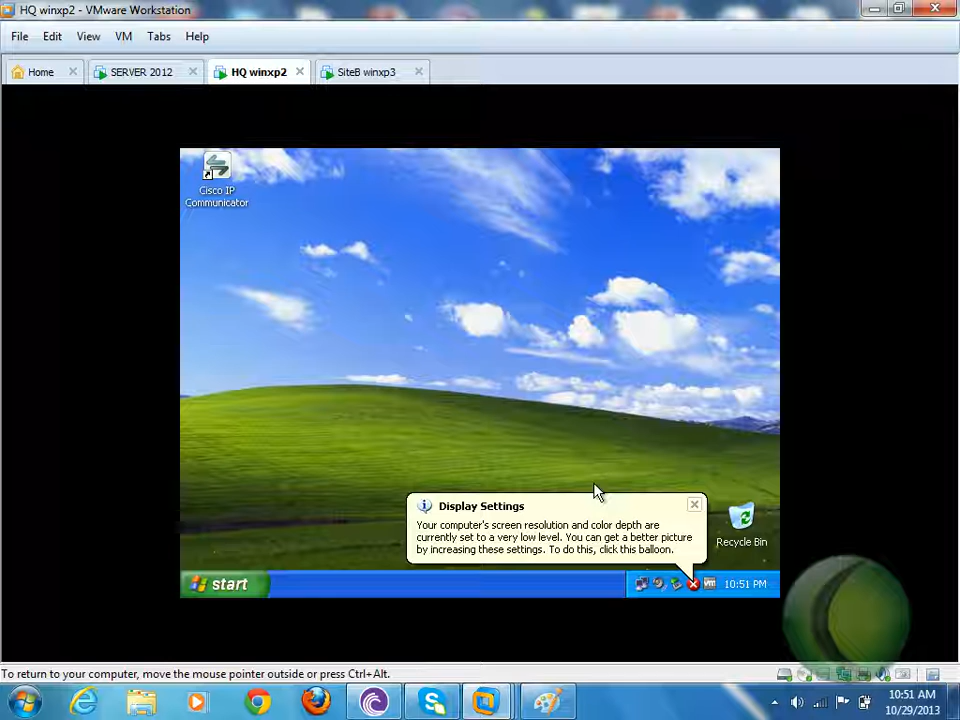 HQ winxp2 - VMware Workstation
File Edit View VM Tabs Help
Home SERVER 2012 HQ winxp2 SiteB winxp3
Cisco IP
Communicator
Display Settings
Your computer's screen resolution and color depth are
currently set to a very low level. You can get a better picture
by increasing these settings. To do this, click this balloon.
Recycle Bin
start 10:51 PM
To return to your computer, move the mouse pointer outside or press Ctrl+Alt.
10:51 AM
10/29/2013